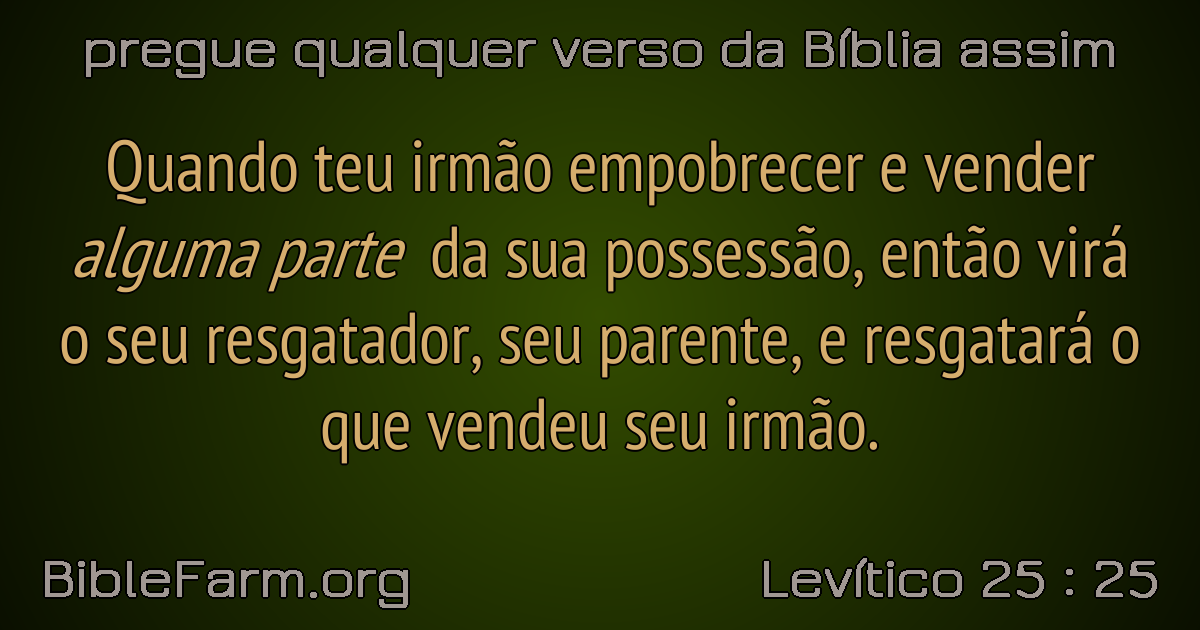 pregue qualquer verso da Bíblia assim
Quando teu irmão empobrecer e vender
alguma parte da sua possessão, então virá
o seu resgatador, seu parente, e resgatará o
que vendeu seu irmão.
BibleFarm.org
Levítico 25 : 25